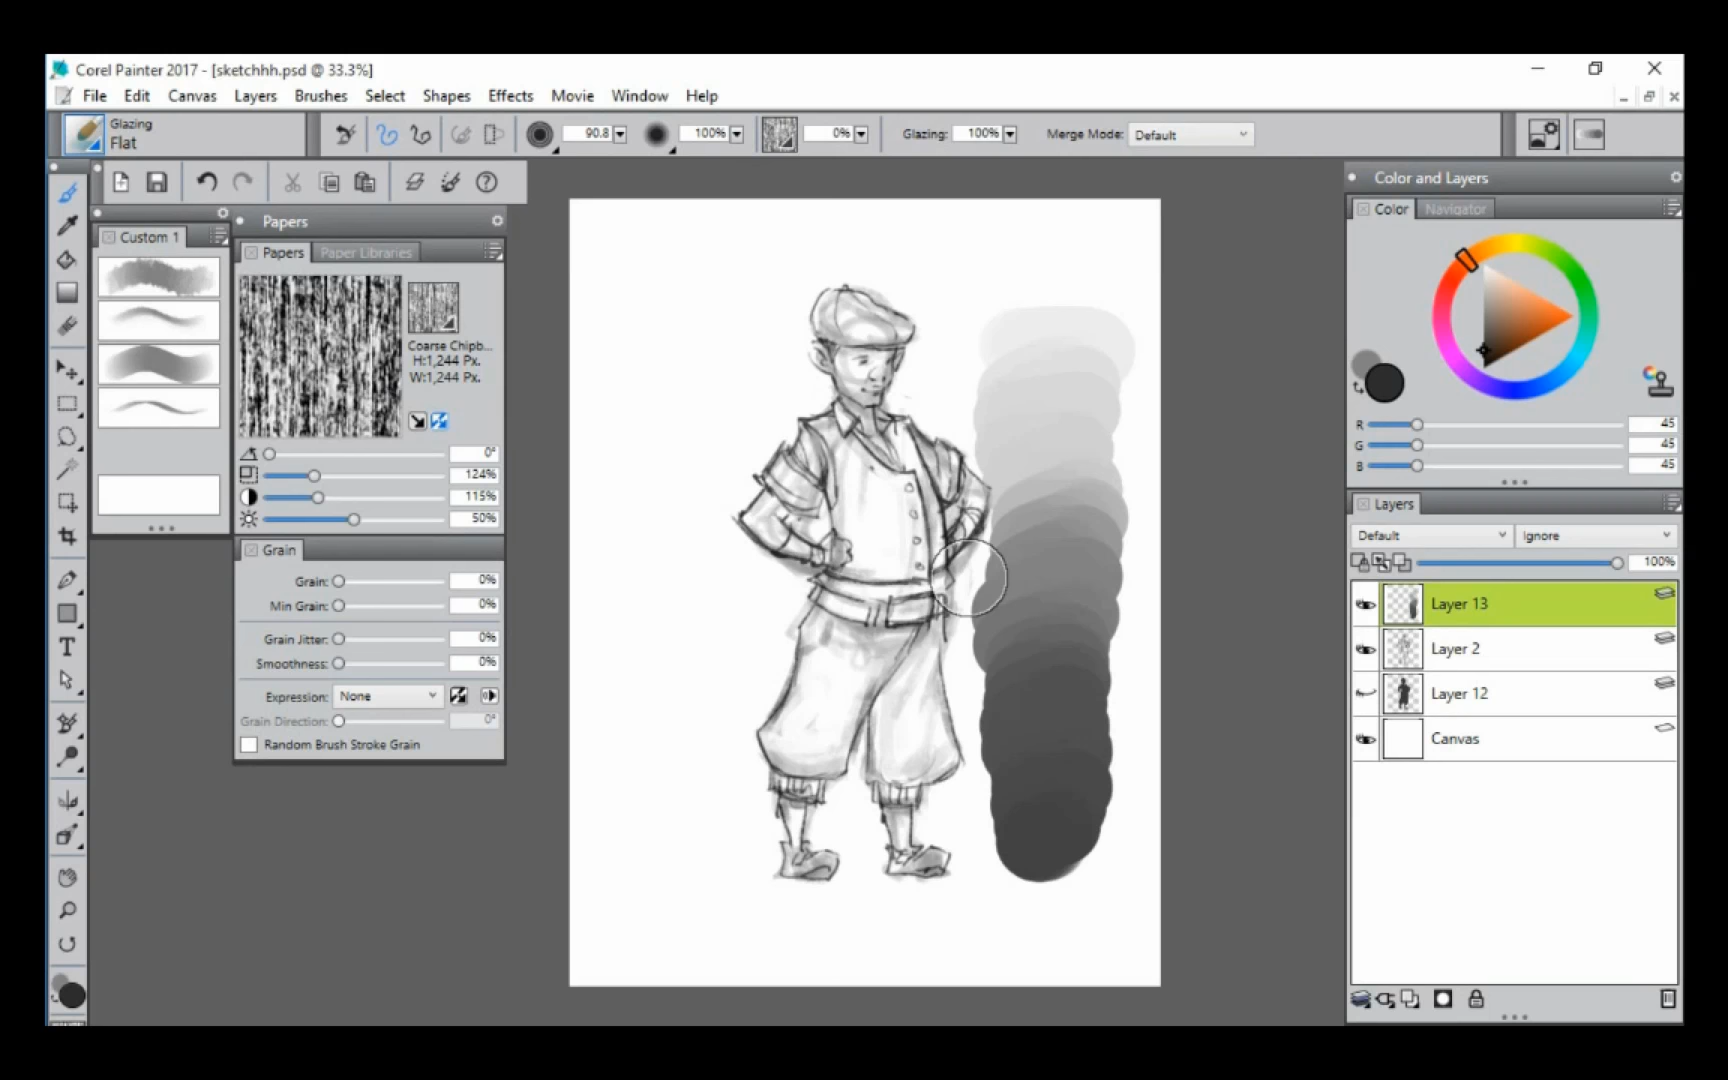 Corel Painter 2017 - [sketchhh.psd @ 33.3%]
File Edit Canvas Layers Brushes Select Shapes Effects Movie Window Help
Glazing
Flat
90.8
100%
0%
Glazing: 100%
Merge Mode: Default
Custom 1
Papers
Papers Paper Libraries
Coarse Chipb...
H:1,244 Px.
W:1,244 Px.
0°
124%
115%
50%
Grain
Grain: 0%
Min Grain: 0%
Grain Jitter: 0%
Smoothness: 0%
Expression: None
Grain Direction: 0°
Random Brush Stroke Grain
Color and Layers
Color Navigator
R 45
G 45
B 45
Layers
Default Ignore
100%
Layer 13
Layer 2
Layer 12
Canvas